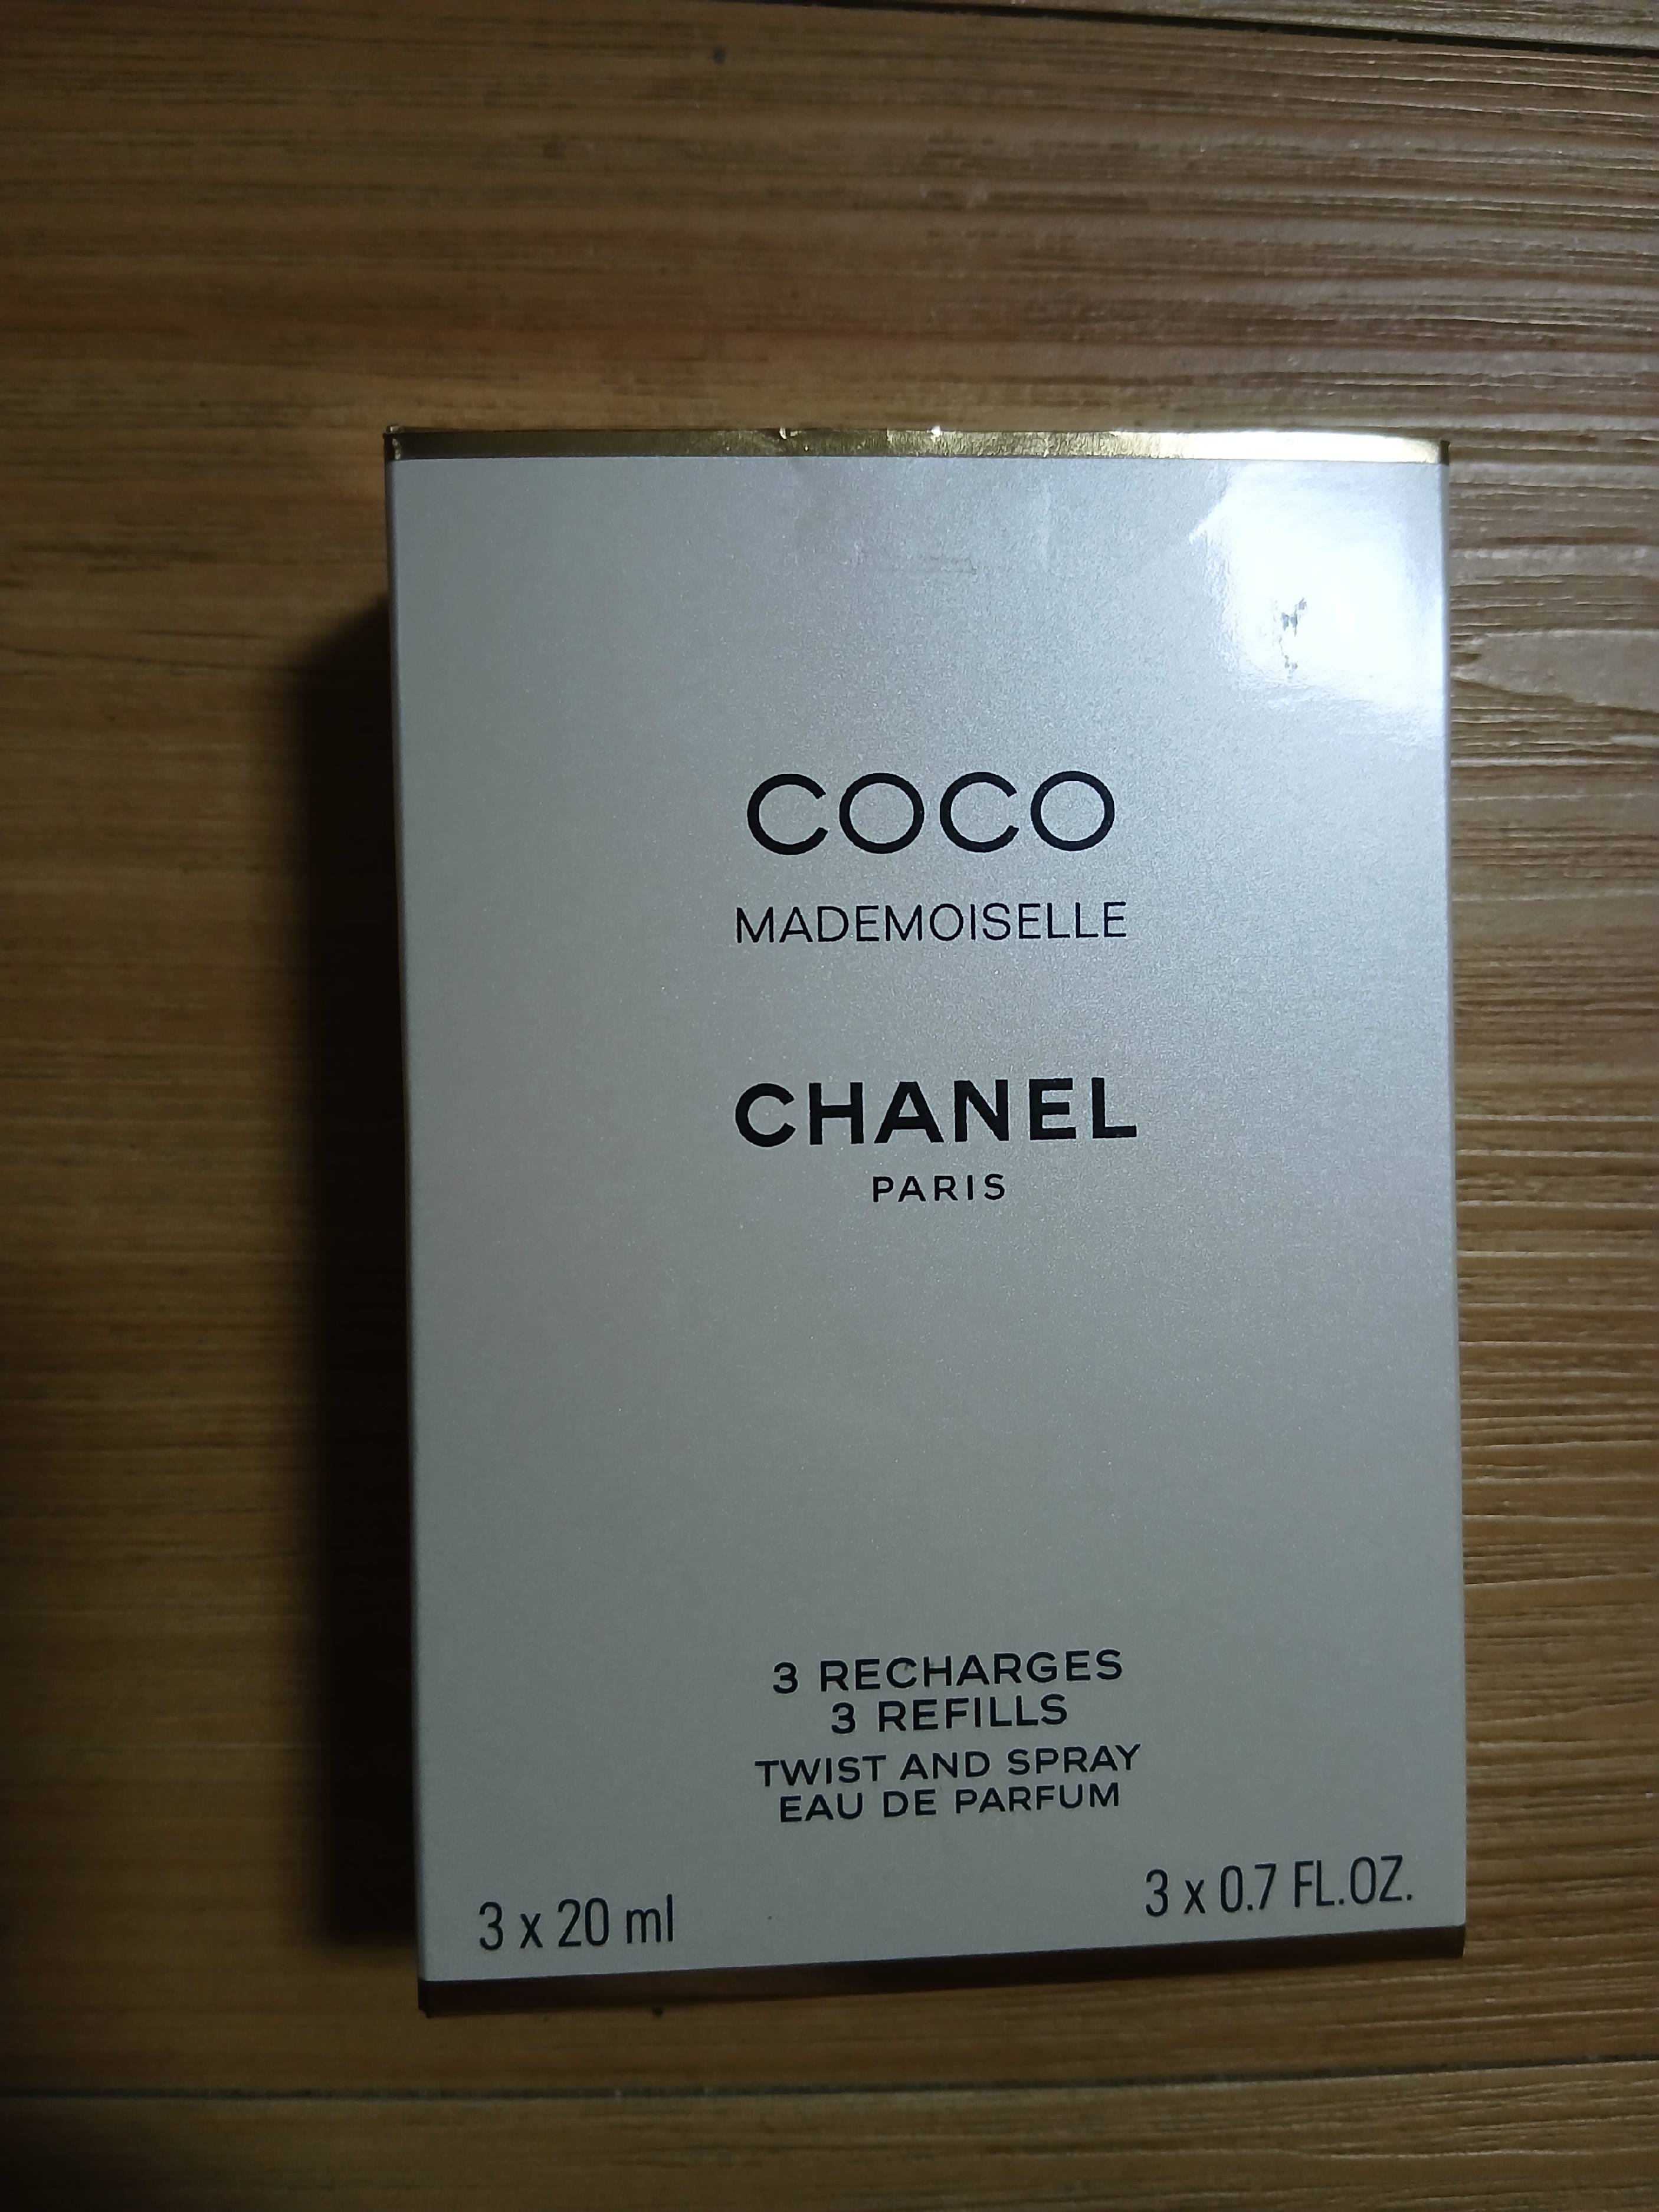 COCO
MADEMOISELLE
CHANEL
PARIS
3 RECHARGES
3 REFILLS
TWIST AND SPRAY
EAU DE PARFUM
3 x 20 ml
3 x 0.7 FL.OZ.